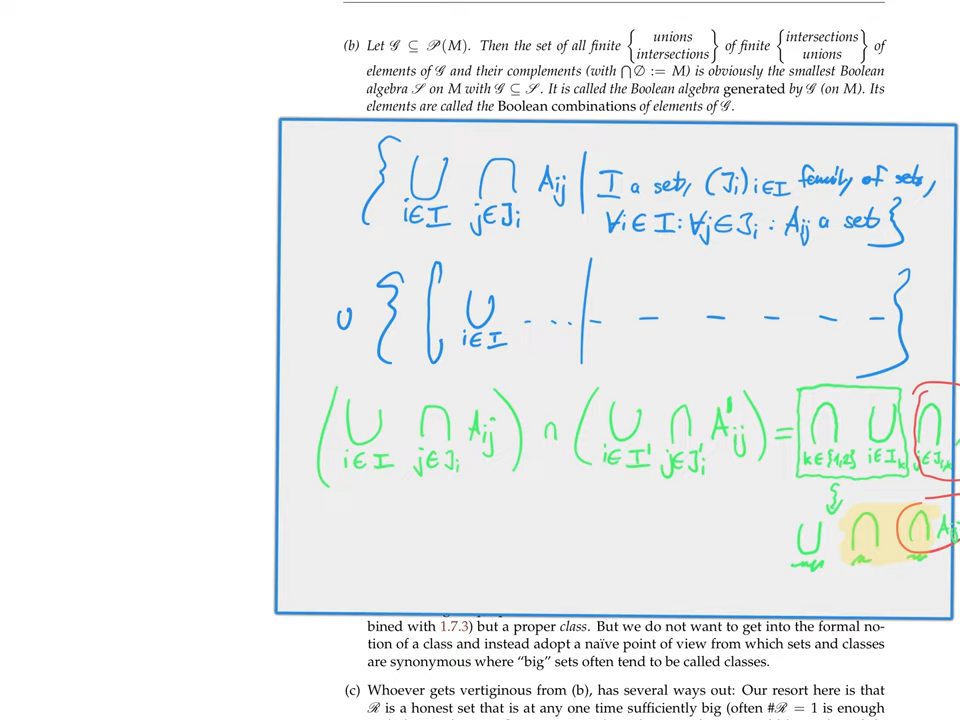 (b) Let 𝒢 ⊆ 𝒫(M). Then the set of all finite { unions / intersections } of finite { intersections / unions } of
elements of 𝒢 and their complements (with ⋂∅ := M) is obviously the smallest Boolean
algebra 𝒮 on M with 𝒢 ⊆ 𝒮. It is called the Boolean algebra generated by 𝒢 (on M). Its
elements are called the Boolean combinations of elements of 𝒢.
{ ⋃_{i∈I} ⋂_{j∈J_i} A_ij | I a set, (J_i)_{i∈I} family of sets,
∀i∈I: ∀j∈J_i : A_ij a set }
∪ { ⋃_{i∈I} ... | – – – – – – }
( ⋃_{i∈I} ⋂_{j∈J_i} A_ij ) ∩ ( ⋃_{i∈I'} ⋂_{j∈J'_i} A'_ij ) = ⋂_{k∈{1,2}} ⋃_{i∈I_k} ⋂
⋃ ⋂ ⋂ A_ij
bined with 1.7.3) but a proper class. But we do not want to get into the formal no-
tion of a class and instead adopt a naïve point of view from which sets and classes
are synonymous where "big" sets often tend to be called classes.
(c) Whoever gets vertiginous from (b), has several ways out: Our resort here is that
ℛ is a honest set that is at any one time sufficiently big (often #ℛ = 1 is enough